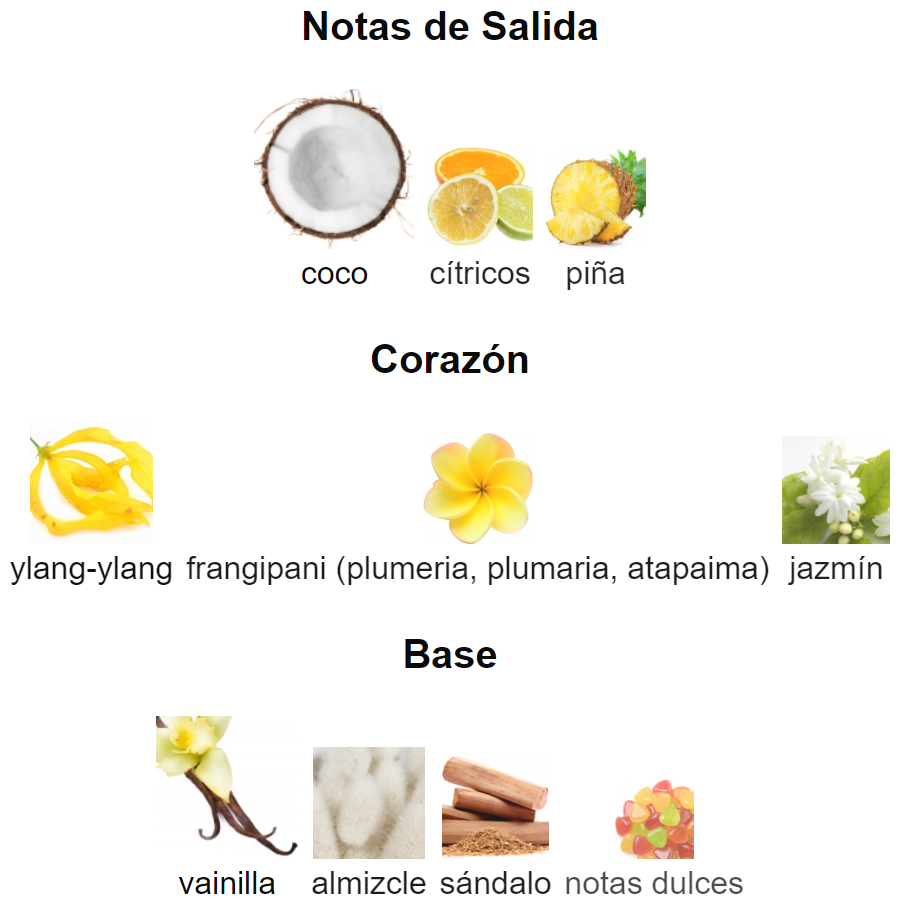 Notas de Salida
coco cítricos piña
Corazón
ylang-ylang frangipani (plumeria, plumaria, atapaima) jazmín
Base
vainilla almizcle sándalo notas dulces